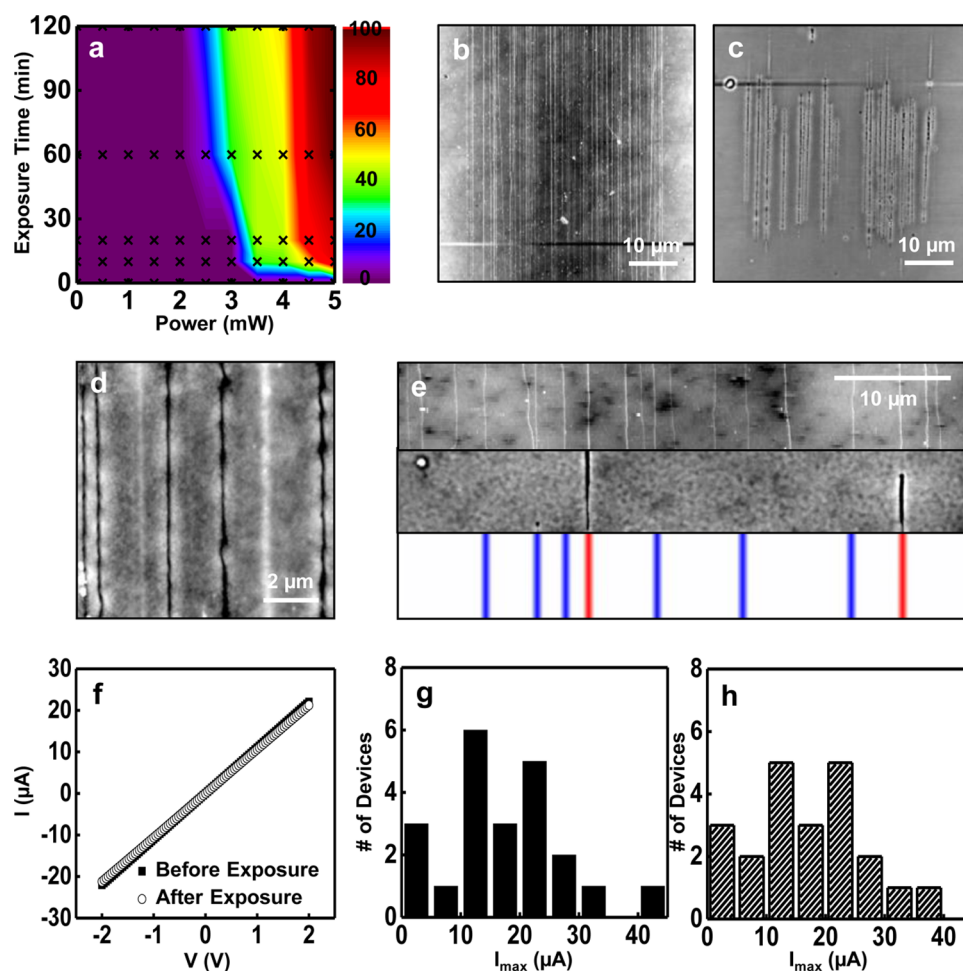 a
Exposure Time (min)
120
90
60
30
0
0 1 2 3 4 5
Power (mW)
100
80
60
40
20
0
b
10 µm
c
10 µm
d
2 µm
e
10 µm
f
I (µA)
30
20
10
0
-10
-20
-30
Before Exposure
After Exposure
-2 -1 0 1 2
V (V)
g
# of Devices
8
6
4
2
0
0 10 20 30 40
Imax (µA)
h
# of Devices
8
6
4
2
0
0 10 20 30 40
Imax (µA)